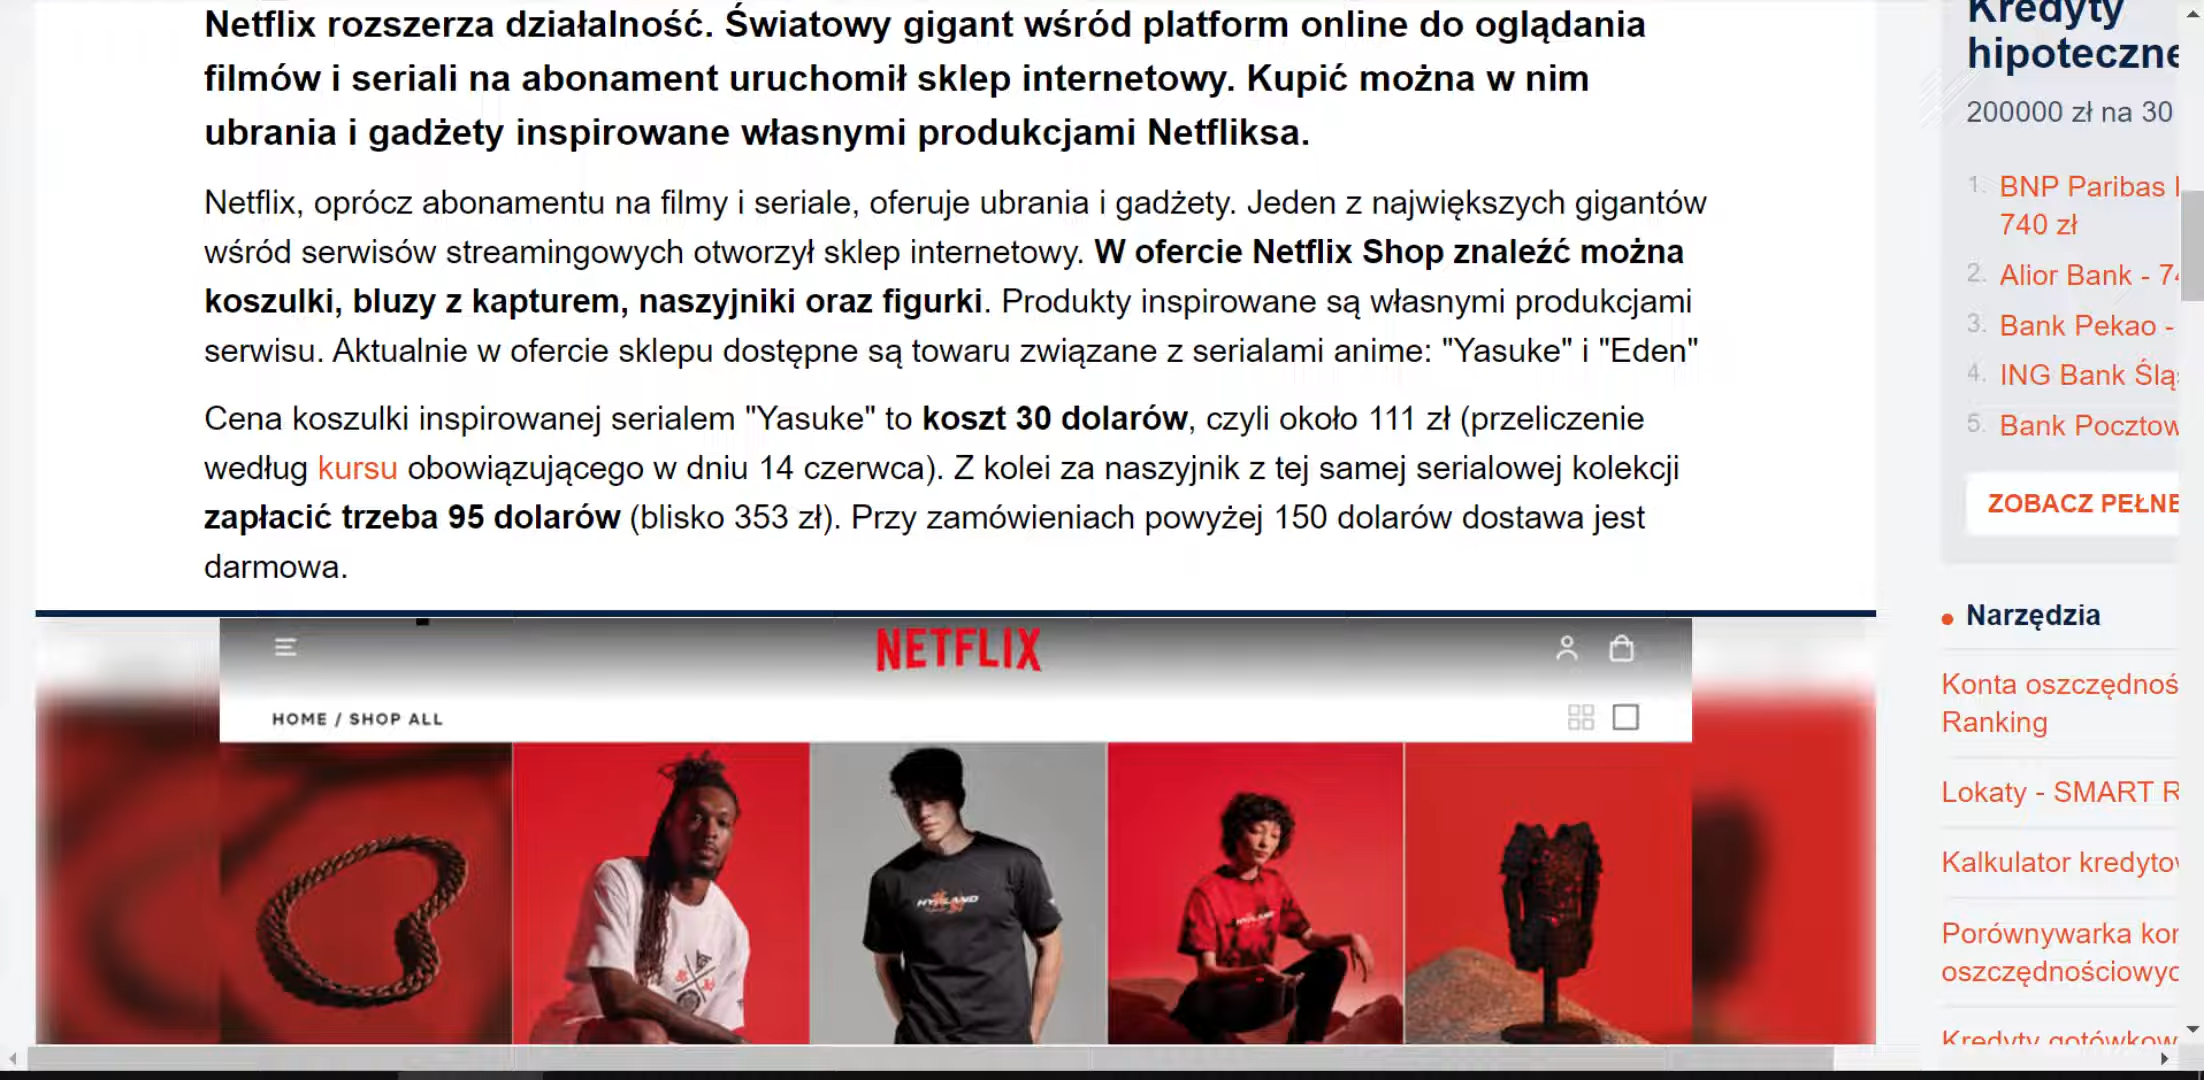 Netflix rozszerza działalność. Światowy gigant wśród platform online do oglądania
filmów i seriali na abonament uruchomił sklep internetowy. Kupić można w nim
ubrania i gadżety inspirowane własnymi produkcjami Netfliksa.
Netflix, oprócz abonamentu na filmy i seriale, oferuje ubrania i gadżety. Jeden z największych gigantów
wśród serwisów streamingowych otworzył sklep internetowy. W ofercie Netflix Shop znaleźć można
koszulki, bluzy z kapturem, naszyjniki oraz figurki. Produkty inspirowane są własnymi produkcjami
serwisu. Aktualnie w ofercie sklepu dostępne są towaru związane z serialami anime: "Yasuke" i "Eden"
Cena koszulki inspirowanej serialem "Yasuke" to koszt 30 dolarów, czyli około 111 zł (przeliczenie
według kursu obowiązującego w dniu 14 czerwca). Z kolei za naszyjnik z tej samej serialowej kolekcji
zapłacić trzeba 95 dolarów (blisko 353 zł). Przy zamówieniach powyżej 150 dolarów dostawa jest
darmowa.
NETFLIX
HOME / SHOP ALL
Kredyty
hipoteczne
200000 zł na 30
1. BNP Paribas
740 zł
2. Alior Bank - 74
3. Bank Pekao -
4. ING Bank Ślą
5. Bank Pocztow
ZOBACZ PEŁNE
Narzędzia
Konta oszczędnoś
Ranking
Lokaty - SMART R
Kalkulator kredytow
Porównywarka kon
oszczędnościowyc
Kredyty gotówkow